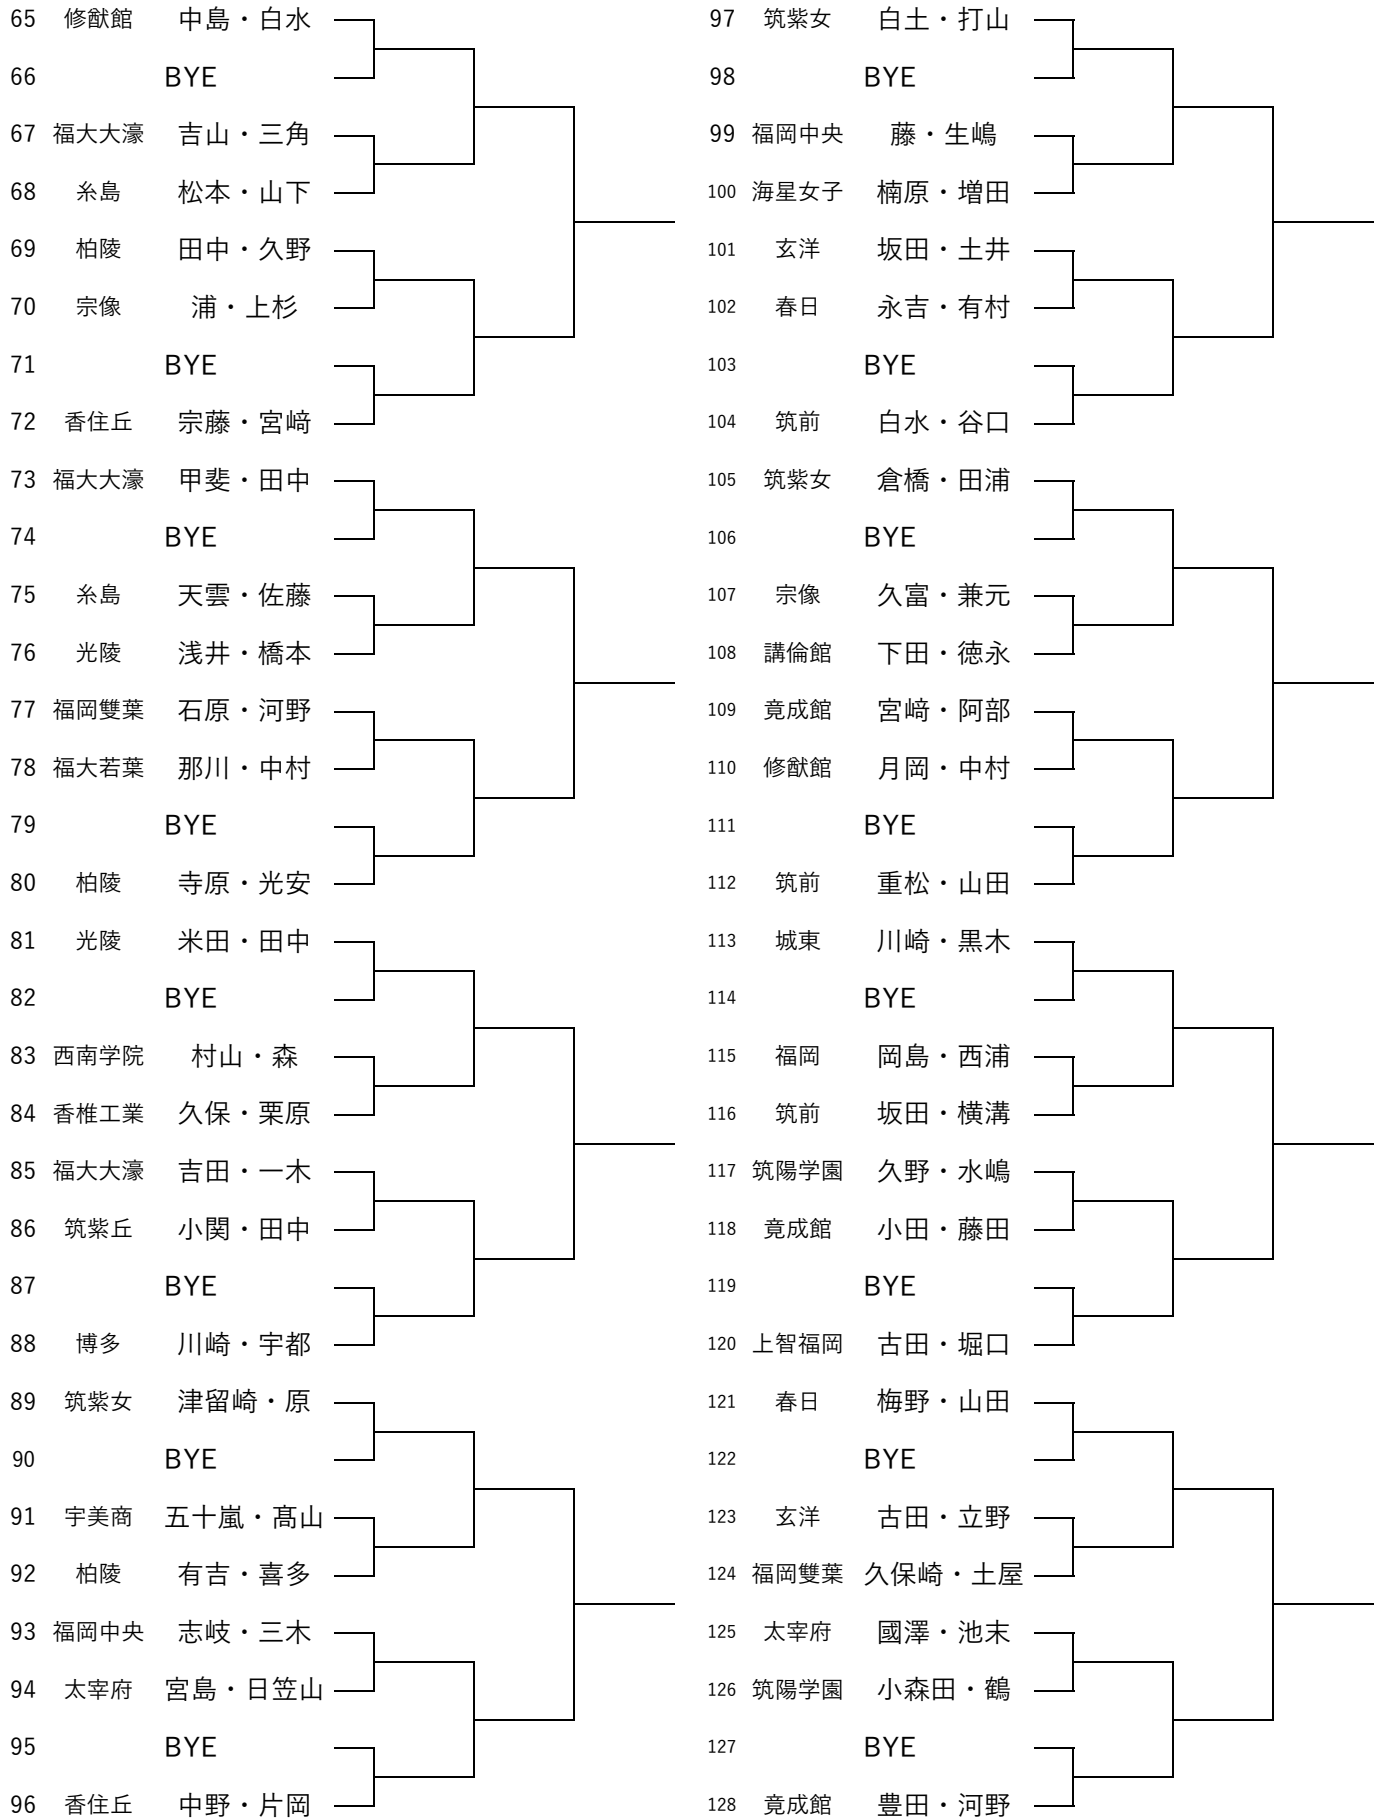 65 修猷館 中島・白水
66 BYE
67 福大大濠 吉山・三角
68 糸島 松本・山下
69 柏陵 田中・久野
70 宗像 浦・上杉
71 BYE
72 香住丘 宗藤・宮﨑
73 福大大濠 甲斐・田中
74 BYE
75 糸島 天雲・佐藤
76 光陵 浅井・橋本
77 福岡雙葉 石原・河野
78 福大若葉 那川・中村
79 BYE
80 柏陵 寺原・光安
81 光陵 米田・田中
82 BYE
83 西南学院 村山・森
84 香椎工業 久保・栗原
85 福大大濠 吉田・一木
86 筑紫丘 小関・田中
87 BYE
88 博多 川崎・宇都
89 筑紫女 津留崎・原
90 BYE
91 宇美商 五十嵐・髙山
92 柏陵 有吉・喜多
93 福岡中央 志岐・三木
94 太宰府 宮島・日笠山
95 BYE
96 香住丘 中野・片岡
97 筑紫女 白土・打山
98 BYE
99 福岡中央 藤・生嶋
100 海星女子 楠原・増田
101 玄洋 坂田・土井
102 春日 永吉・有村
103 BYE
104 筑前 白水・谷口
105 筑紫女 倉橋・田浦
106 BYE
107 宗像 久富・兼元
108 講倫館 下田・徳永
109 竟成館 宮﨑・阿部
110 修猷館 月岡・中村
111 BYE
112 筑前 重松・山田
113 城東 川崎・黒木
114 BYE
115 福岡 岡島・西浦
116 筑前 坂田・横溝
117 筑陽学園 久野・水嶋
118 竟成館 小田・藤田
119 BYE
120 上智福岡 古田・堀口
121 春日 梅野・山田
122 BYE
123 玄洋 古田・立野
124 福岡雙葉 久保崎・土屋
125 太宰府 國澤・池末
126 筑陽学園 小森田・鶴
127 BYE
128 竟成館 豊田・河野